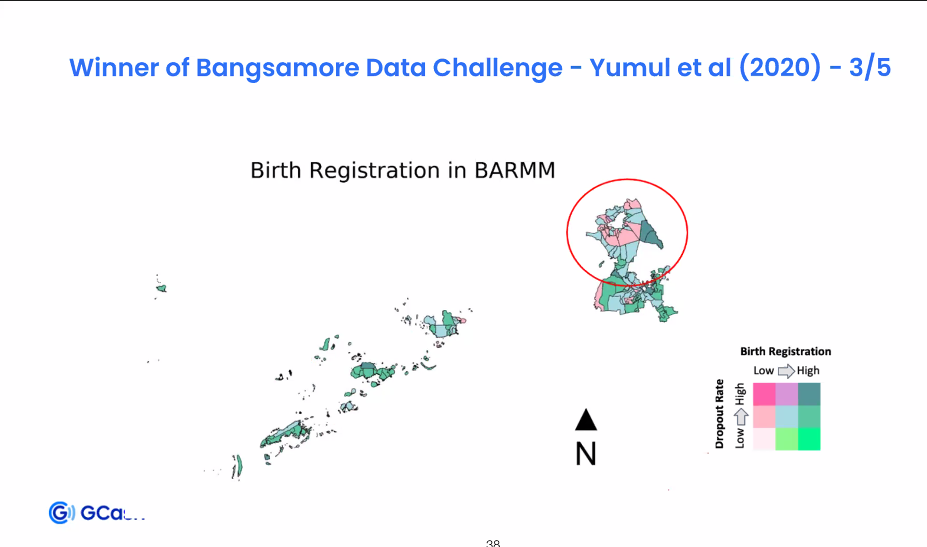 Winner of Bangsamore Data Challenge - Yumul et al (2020) - 3/5
Birth Registration in BARMM
Birth Registration
Low High
Dropout Rate
Low High
N
38